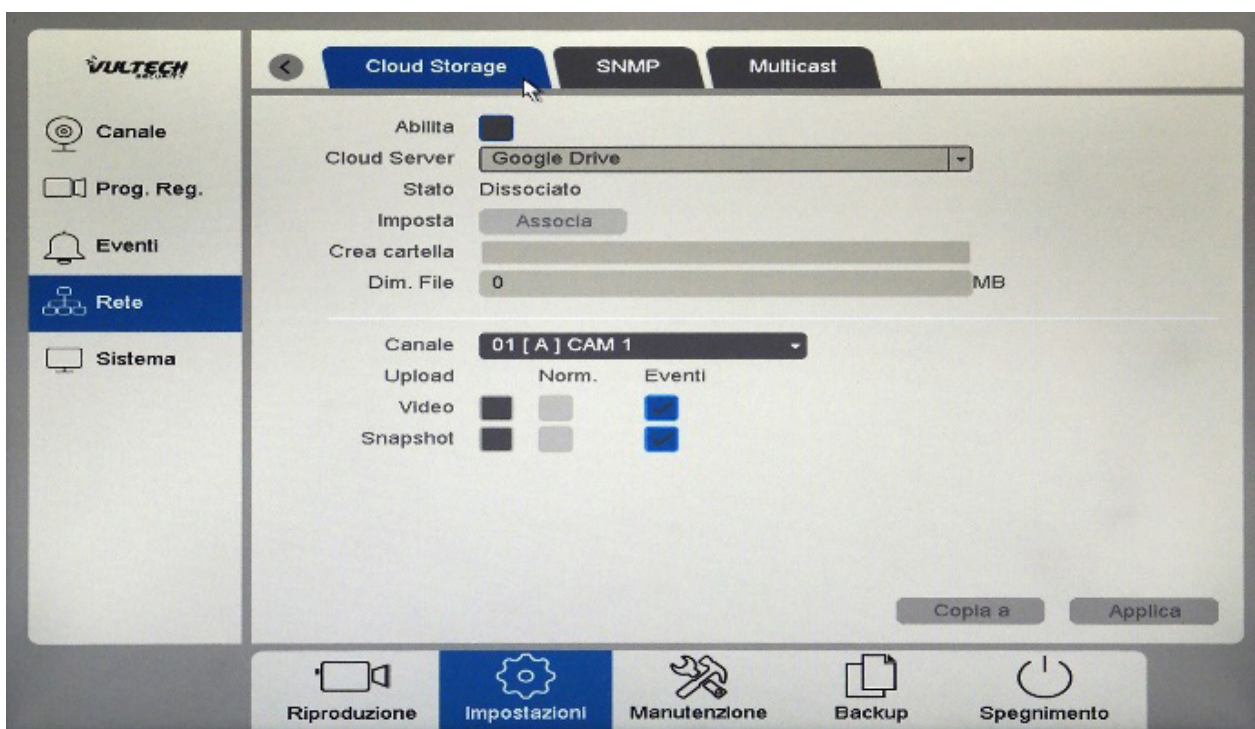 VULTECH
SECURITY
Cloud Storage
SNMP
Multicast
Canale
Prog. Reg.
Eventi
Rete
Sistema
Abilita
Cloud Server Google Drive
Stato Dissociato
Imposta Associa
Crea cartella
Dim. File 0 MB
Canale 01 [ A ] CAM 1
Upload Norm. Eventi
Video
Snapshot
Copia a Applica
Riproduzione
Impostazioni
Manutenzione
Backup
Spegnimento